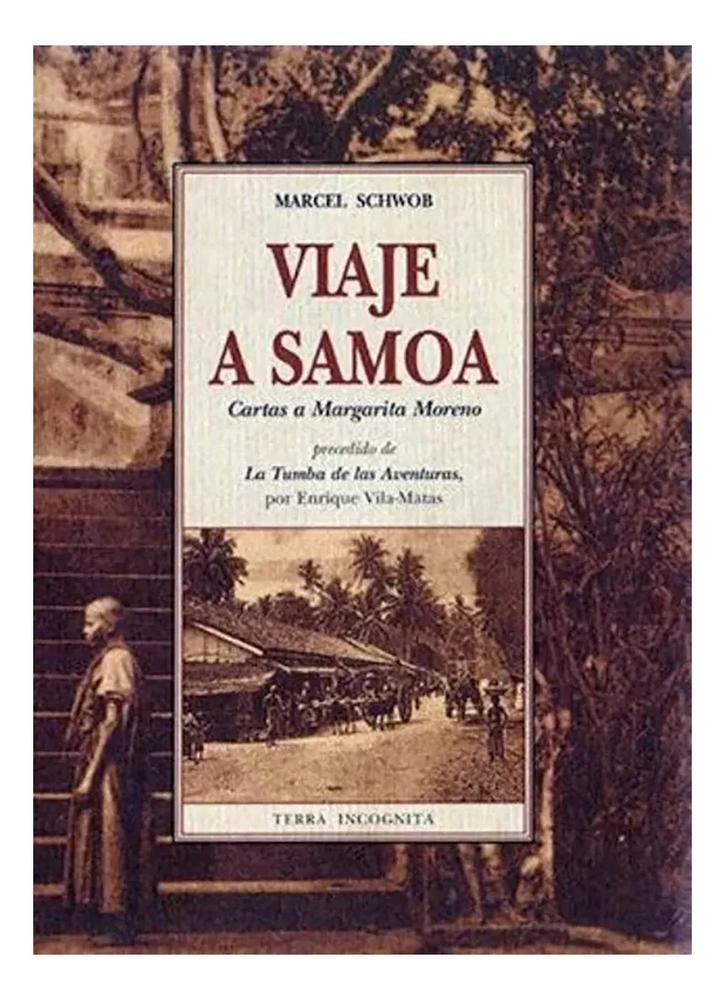 MARCEL SCHWOB
VIAJE
A SAMOA
Cartas a Margarita Moreno
precedido de
La Tumba de las Aventuras,
por Enrique Vila-Matas
TERRA INCOGNITA